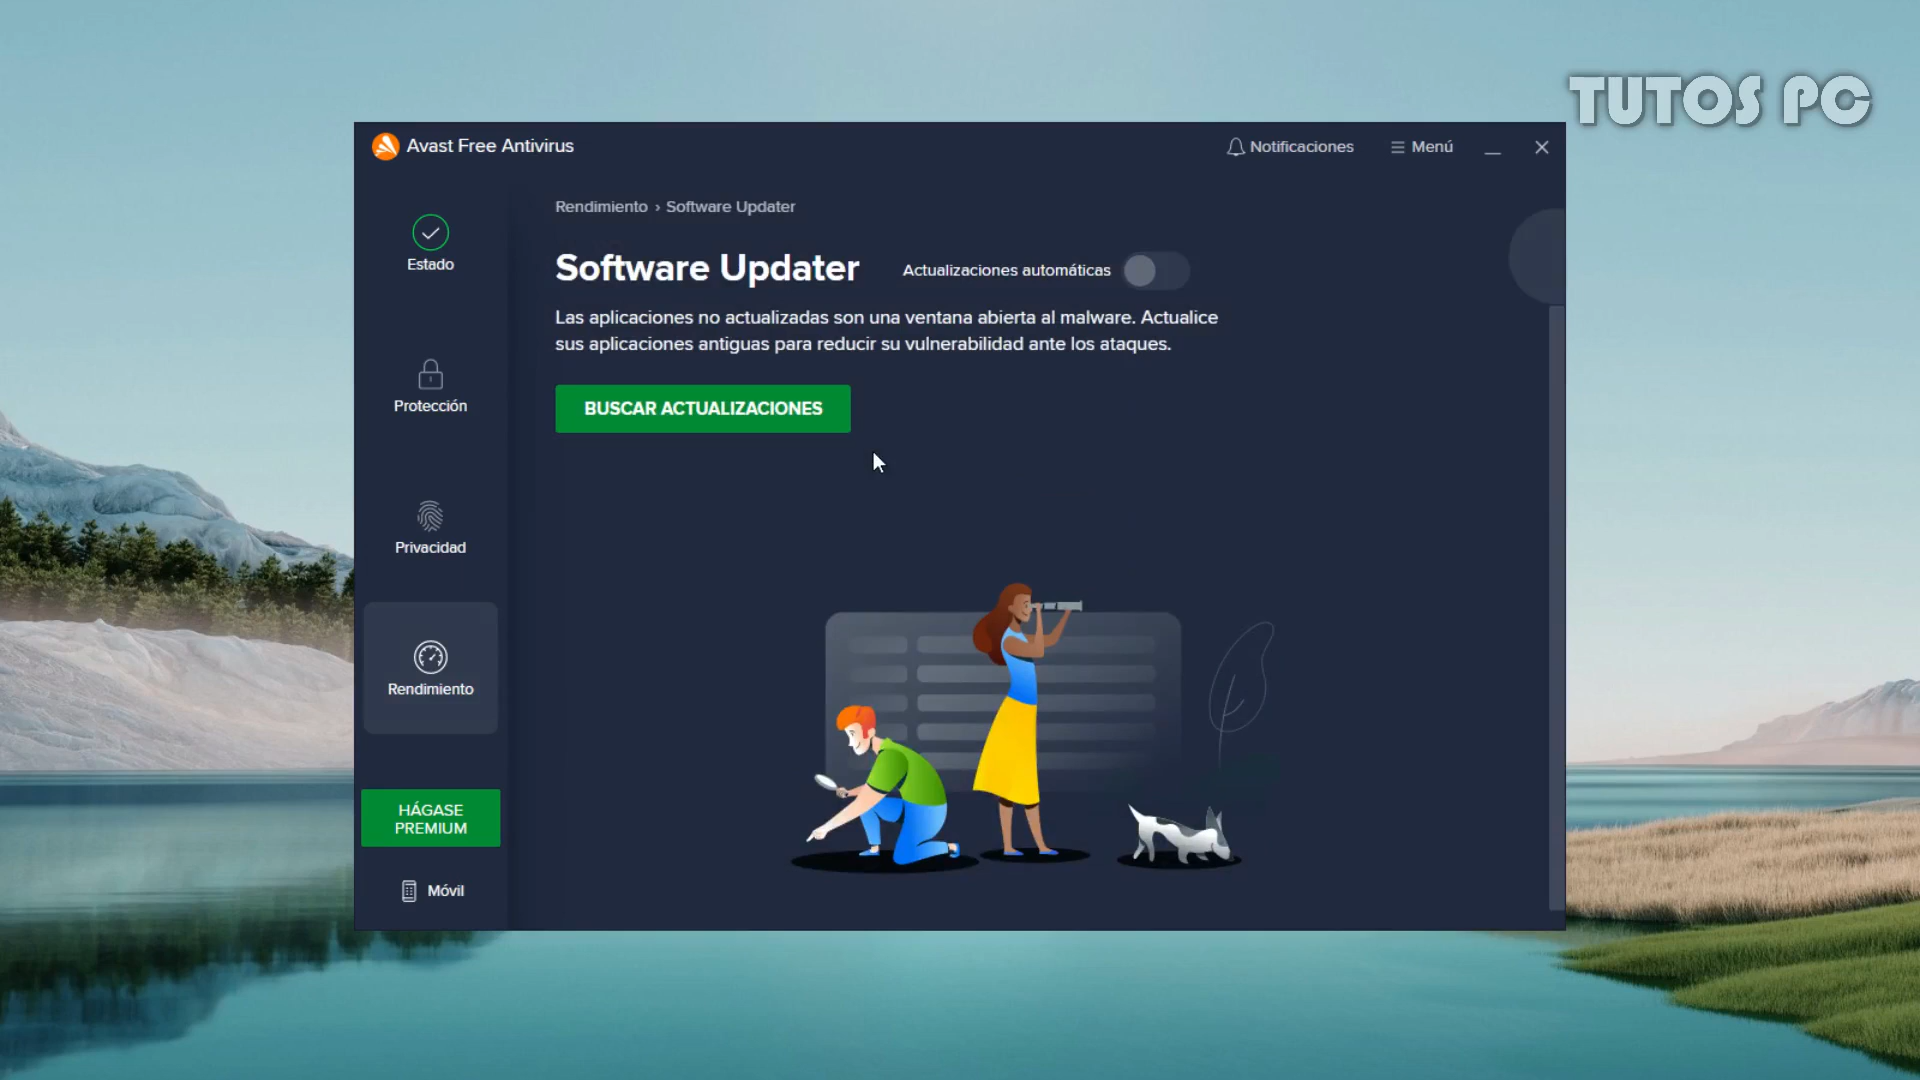 TUTOS PC
Avast Free Antivirus
Notificaciones
Menú
Estado
Protección
Privacidad
Rendimiento
HÁGASE
PREMIUM
Móvil
Rendimiento › Software Updater
Software Updater
Actualizaciones automáticas
Las aplicaciones no actualizadas son una ventana abierta al malware. Actualice
sus aplicaciones antiguas para reducir su vulnerabilidad ante los ataques.
BUSCAR ACTUALIZACIONES